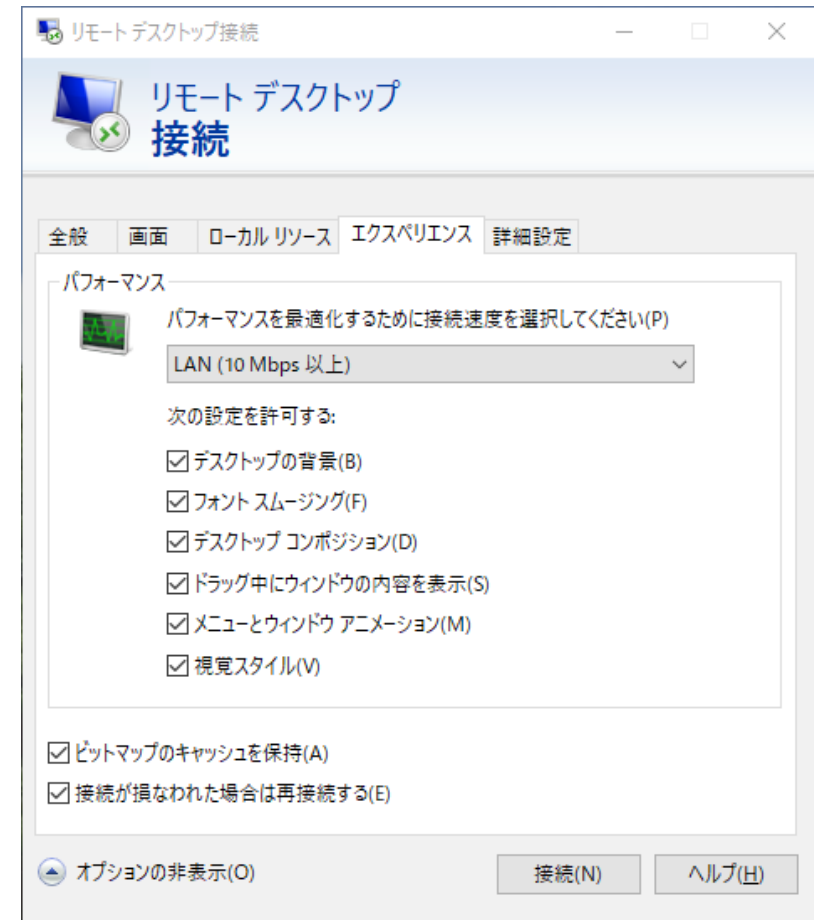 リモート デスクトップ接続
リモート デスクトップ
接続
全般 画面 ローカル リソース エクスペリエンス 詳細設定
パフォーマンス
パフォーマンスを最適化するために接続速度を選択してください(P)
LAN (10 Mbps 以上)
次の設定を許可する:
デスクトップの背景(B)
フォント スムージング(F)
デスクトップ コンポジション(D)
ドラッグ中にウィンドウの内容を表示(S)
メニューとウィンドウ アニメーション(M)
視覚スタイル(V)
ビットマップのキャッシュを保持(A)
接続が損なわれた場合は再接続する(E)
オプションの非表示(O) 接続(N) ヘルプ(H)